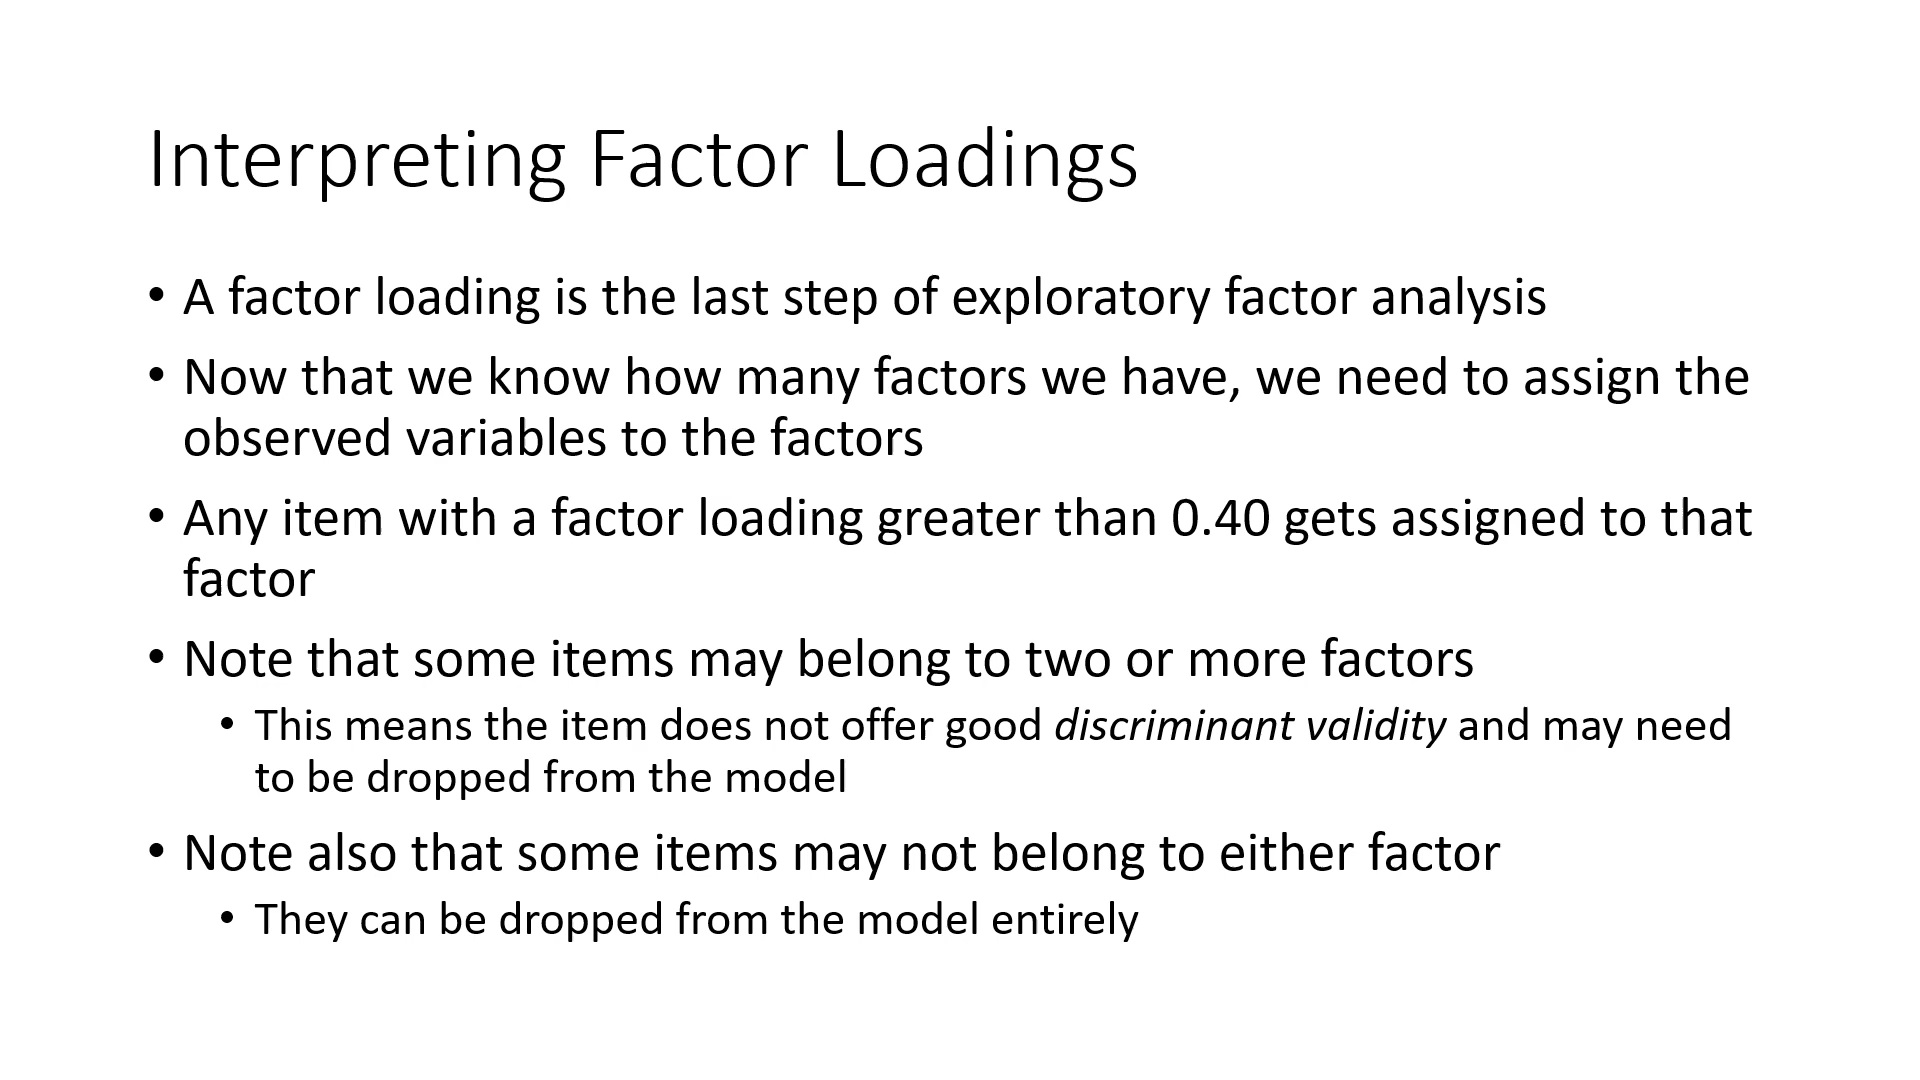 Interpreting Factor Loadings
• A factor loading is the last step of exploratory factor analysis
• Now that we know how many factors we have, we need to assign the
observed variables to the factors
• Any item with a factor loading greater than 0.40 gets assigned to that
factor
• Note that some items may belong to two or more factors
• This means the item does not offer good discriminant validity and may need
to be dropped from the model
• Note also that some items may not belong to either factor
• They can be dropped from the model entirely